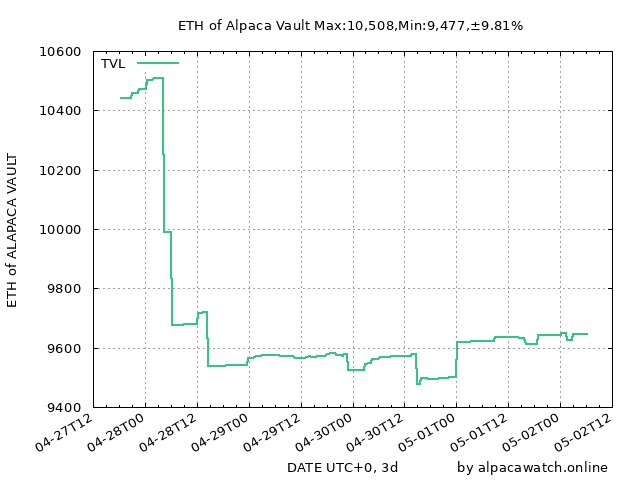 ETH of Alpaca Vault Max:10,508,Min:9,477,±9.81%
TVL
ETH of ALAPACA VAULT
10600
10400
10200
10000
9800
9600
9400
04-27T12
04-28T00
04-28T12
04-29T00
04-29T12
04-30T00
04-30T12
05-01T00
05-01T12
05-02T00
05-02T12
DATE UTC+0, 3d
by alpacawatch.online